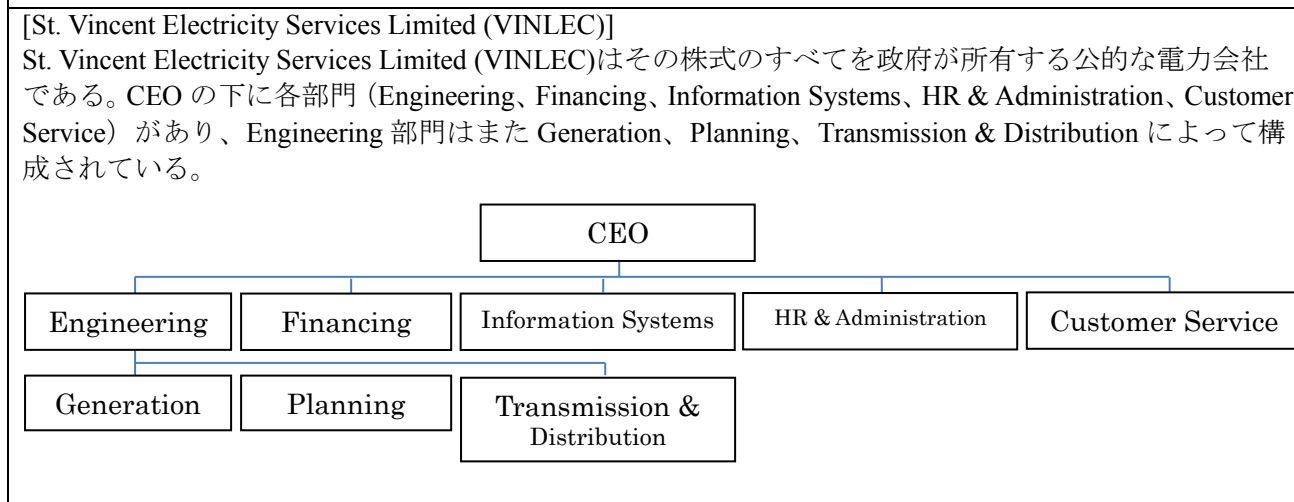 [St. Vincent Electricity Services Limited (VINLEC)]
St. Vincent Electricity Services Limited (VINLEC)はその株式のすべてを政府が所有する公的な電力会社
である。CEO の下に各部門（Engineering、Financing、Information Systems、HR & Administration、Customer
Service）があり、Engineering 部門はまた Generation、Planning、Transmission & Distribution によって構
成されている。
CEO
Engineering
Financing
Information Systems
HR & Administration
Customer Service
Generation
Planning
Transmission &
Distribution